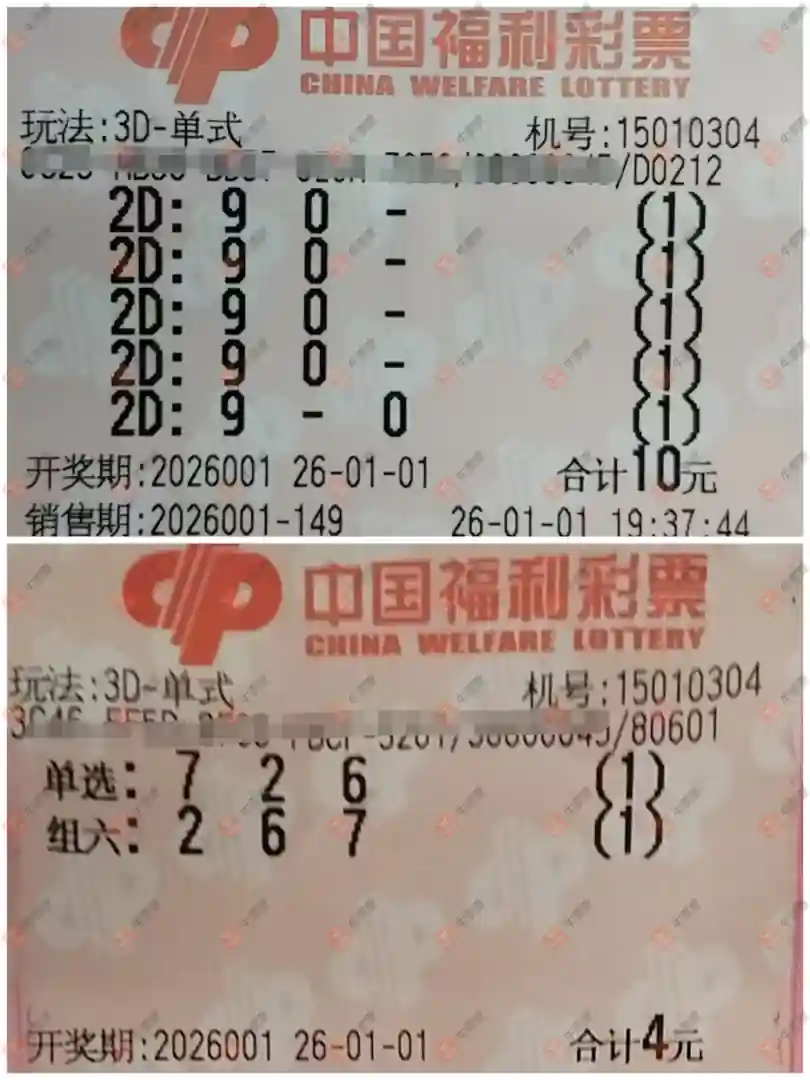 中国福利彩票
CHINA WELFARE LOTTERY
玩法:3D-单式 机号:15010304
/D0212
2D: 9 0 - (1)
2D: 9 0 - (1)
2D: 9 0 - (1)
2D: 9 0 - (1)
2D: 9 - 0 (1)
开奖期:2026001 26-01-01 合计10元
销售期:2026001-149 26-01-01 19:37:44
中国福利彩票
CHINA WELFARE LOTTERY
玩法:3D-单式 机号:15010304
/80601
单选: 7 2 6 (1)
组六: 2 6 7 (1)
开奖期:2026001 26-01-01 合计4元